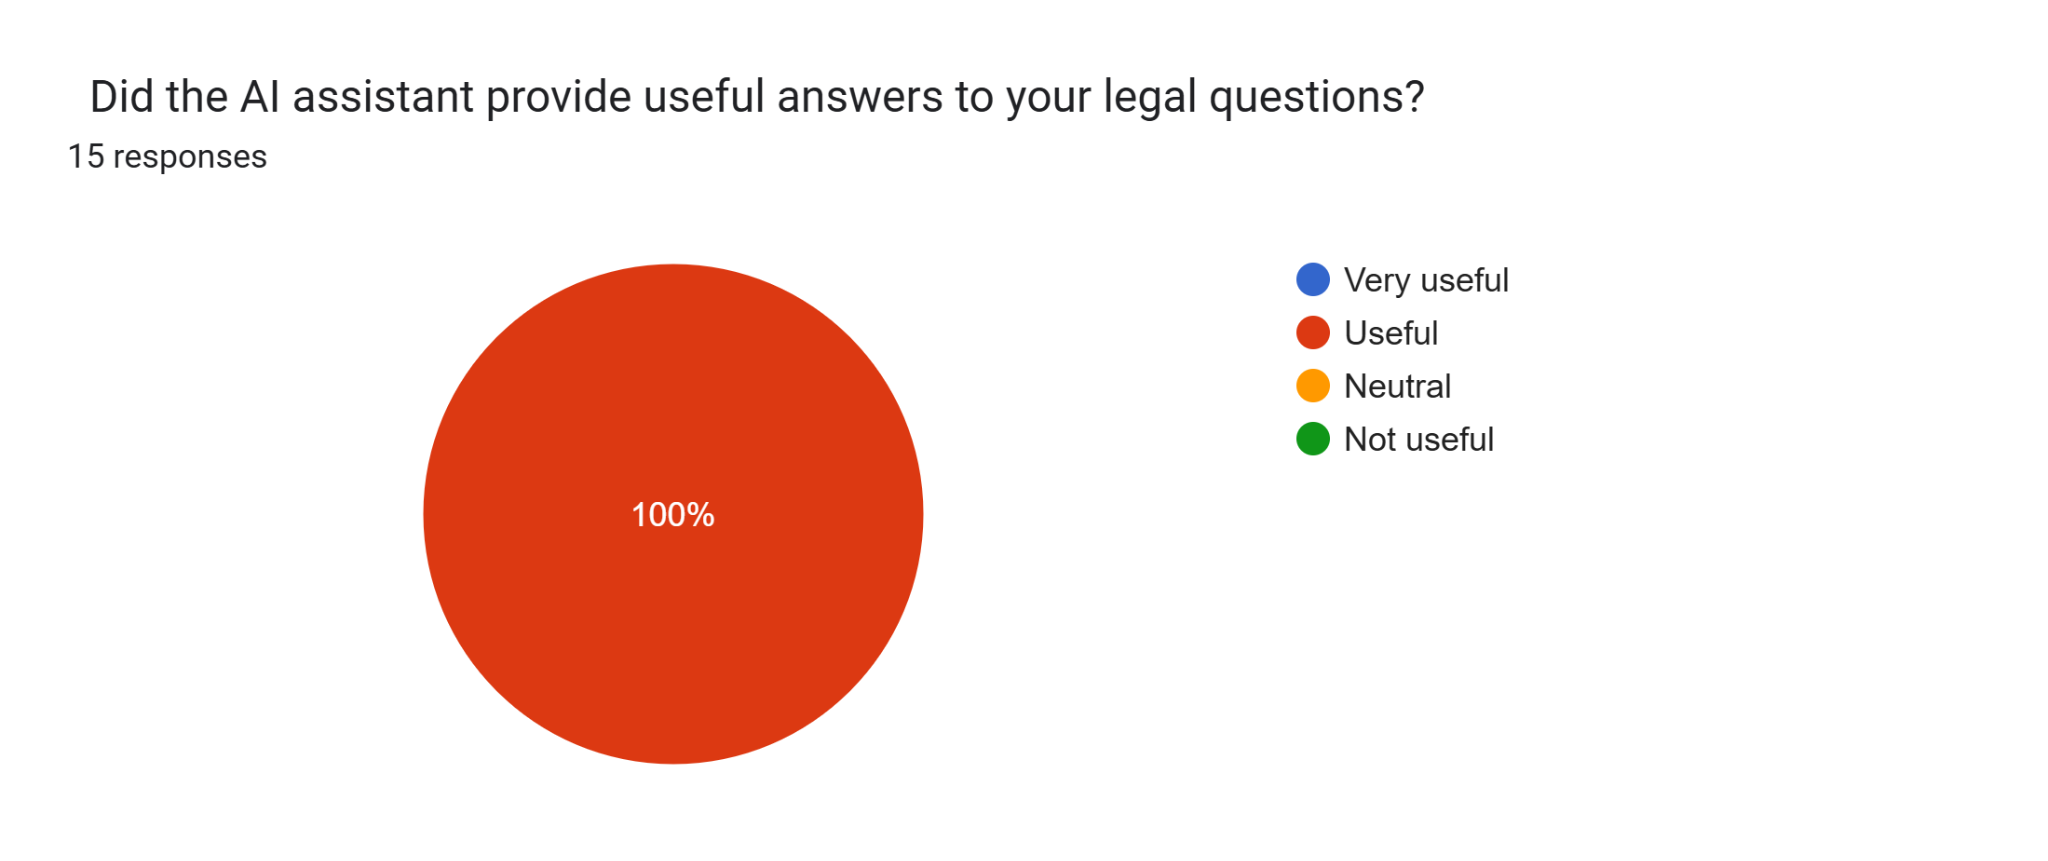 Did the AI assistant provide useful answers to your legal questions?
15 responses
100%
Very useful
Useful
Neutral
Not useful